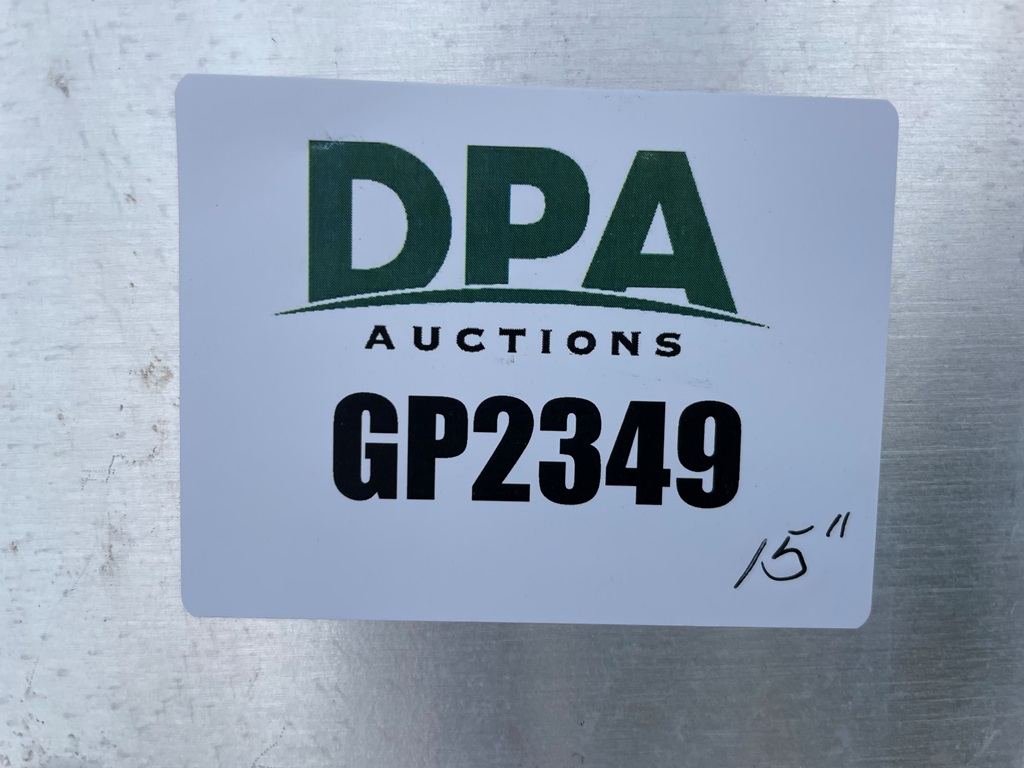 DPA
AUCTIONS
GP2349
15"